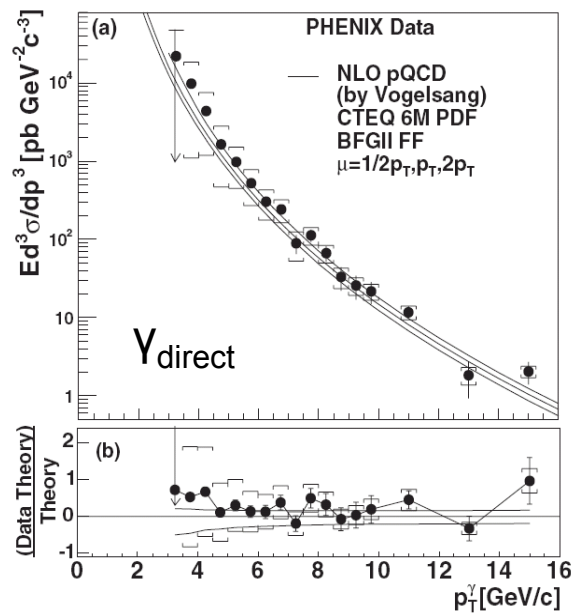 (a)
PHENIX Data
NLO pQCD
(by Vogelsang)
CTEQ 6M PDF
BFGII FF
μ=1/2p_T,p_T,2p_T
Ed³σ/dp³ [pb GeV⁻²c⁻³]
10⁴
10³
10²
10
1
γ_direct
(b)
(Data Theory)
Theory
2
1
0
-1
0 2 4 6 8 10 12 14 16
p_T^γ[GeV/c]